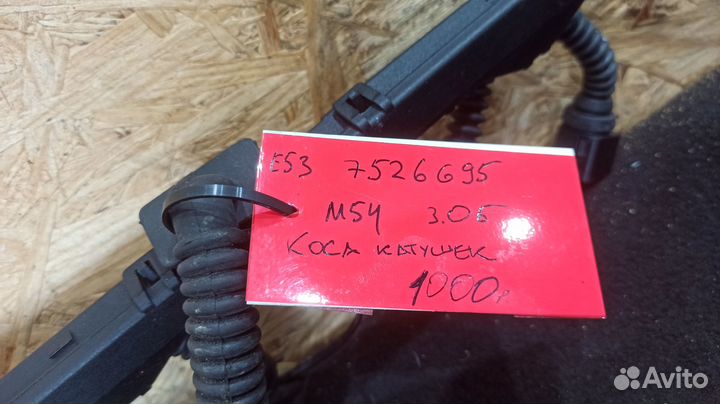 E53 7526695
M54 3.0Б
КОСА КАТУШЕК
1000р
Avito